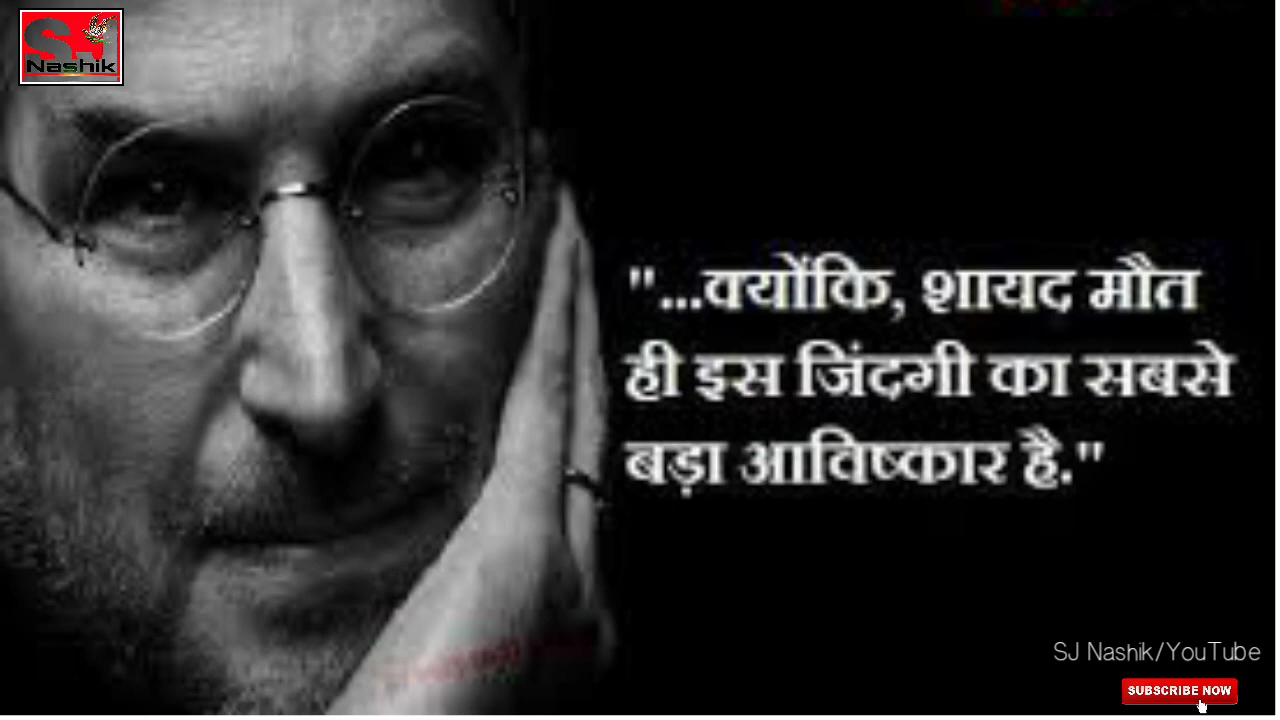 SJ
Nashik
"...क्योंकि, शायद मौत
ही इस जिंदगी का सबसे
बड़ा आविष्कार है."
SJ Nashik/YouTube
SUBSCRIBE NOW